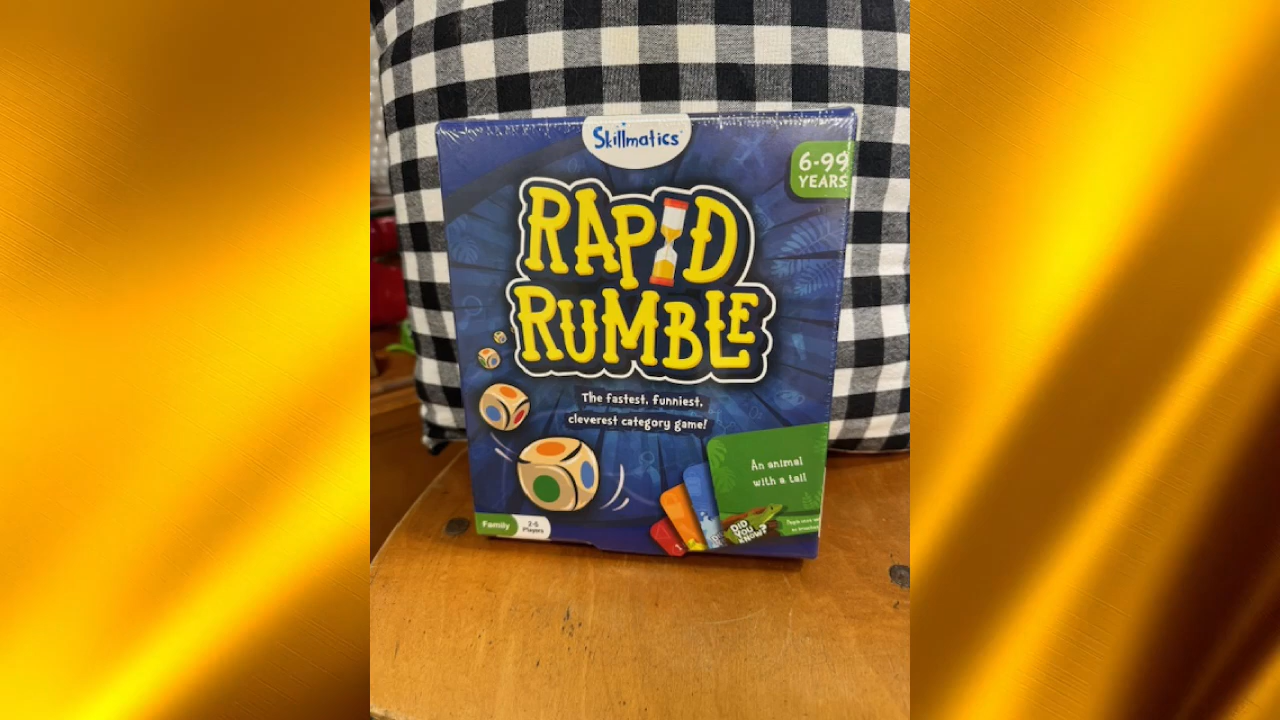 Skillmatics
6-99
YEARS
RAPID
RUMBLE
The fastest, funniest,
cleverest category game!
An animal
with a tail
DID
YOU
KNOW?
Family
Players